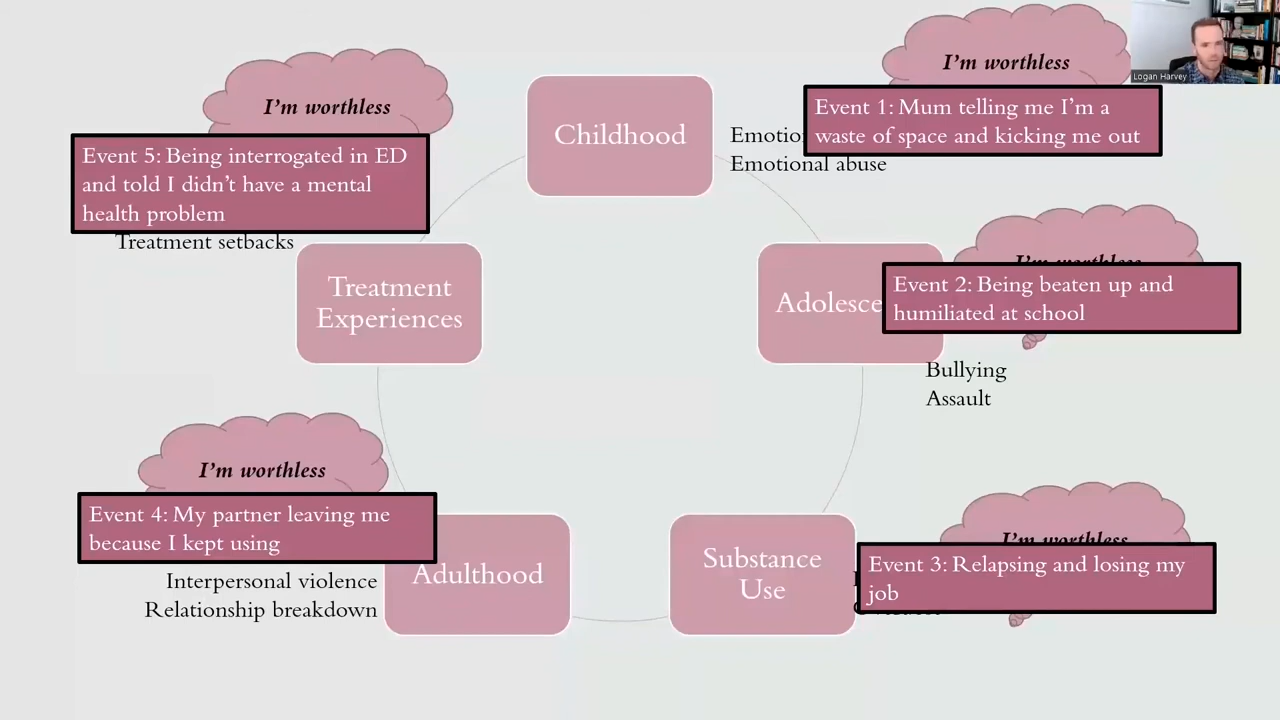 I'm worthless
Logan Harvey
Event 1: Mum telling me I'm a
waste of space and kicking me out
Childhood
Emotional abuse
I'm worthless
Event 5: Being interrogated in ED
and told I didn't have a mental
health problem
Treatment setbacks
Treatment
Experiences
I'm worthless
Event 2: Being beaten up and
humiliated at school
Bullying
Assault
I'm worthless
Event 4: My partner leaving me
because I kept using
Interpersonal violence
Relationship breakdown
Adulthood
Substance
Use
I'm worthless
Event 3: Relapsing and losing my
job